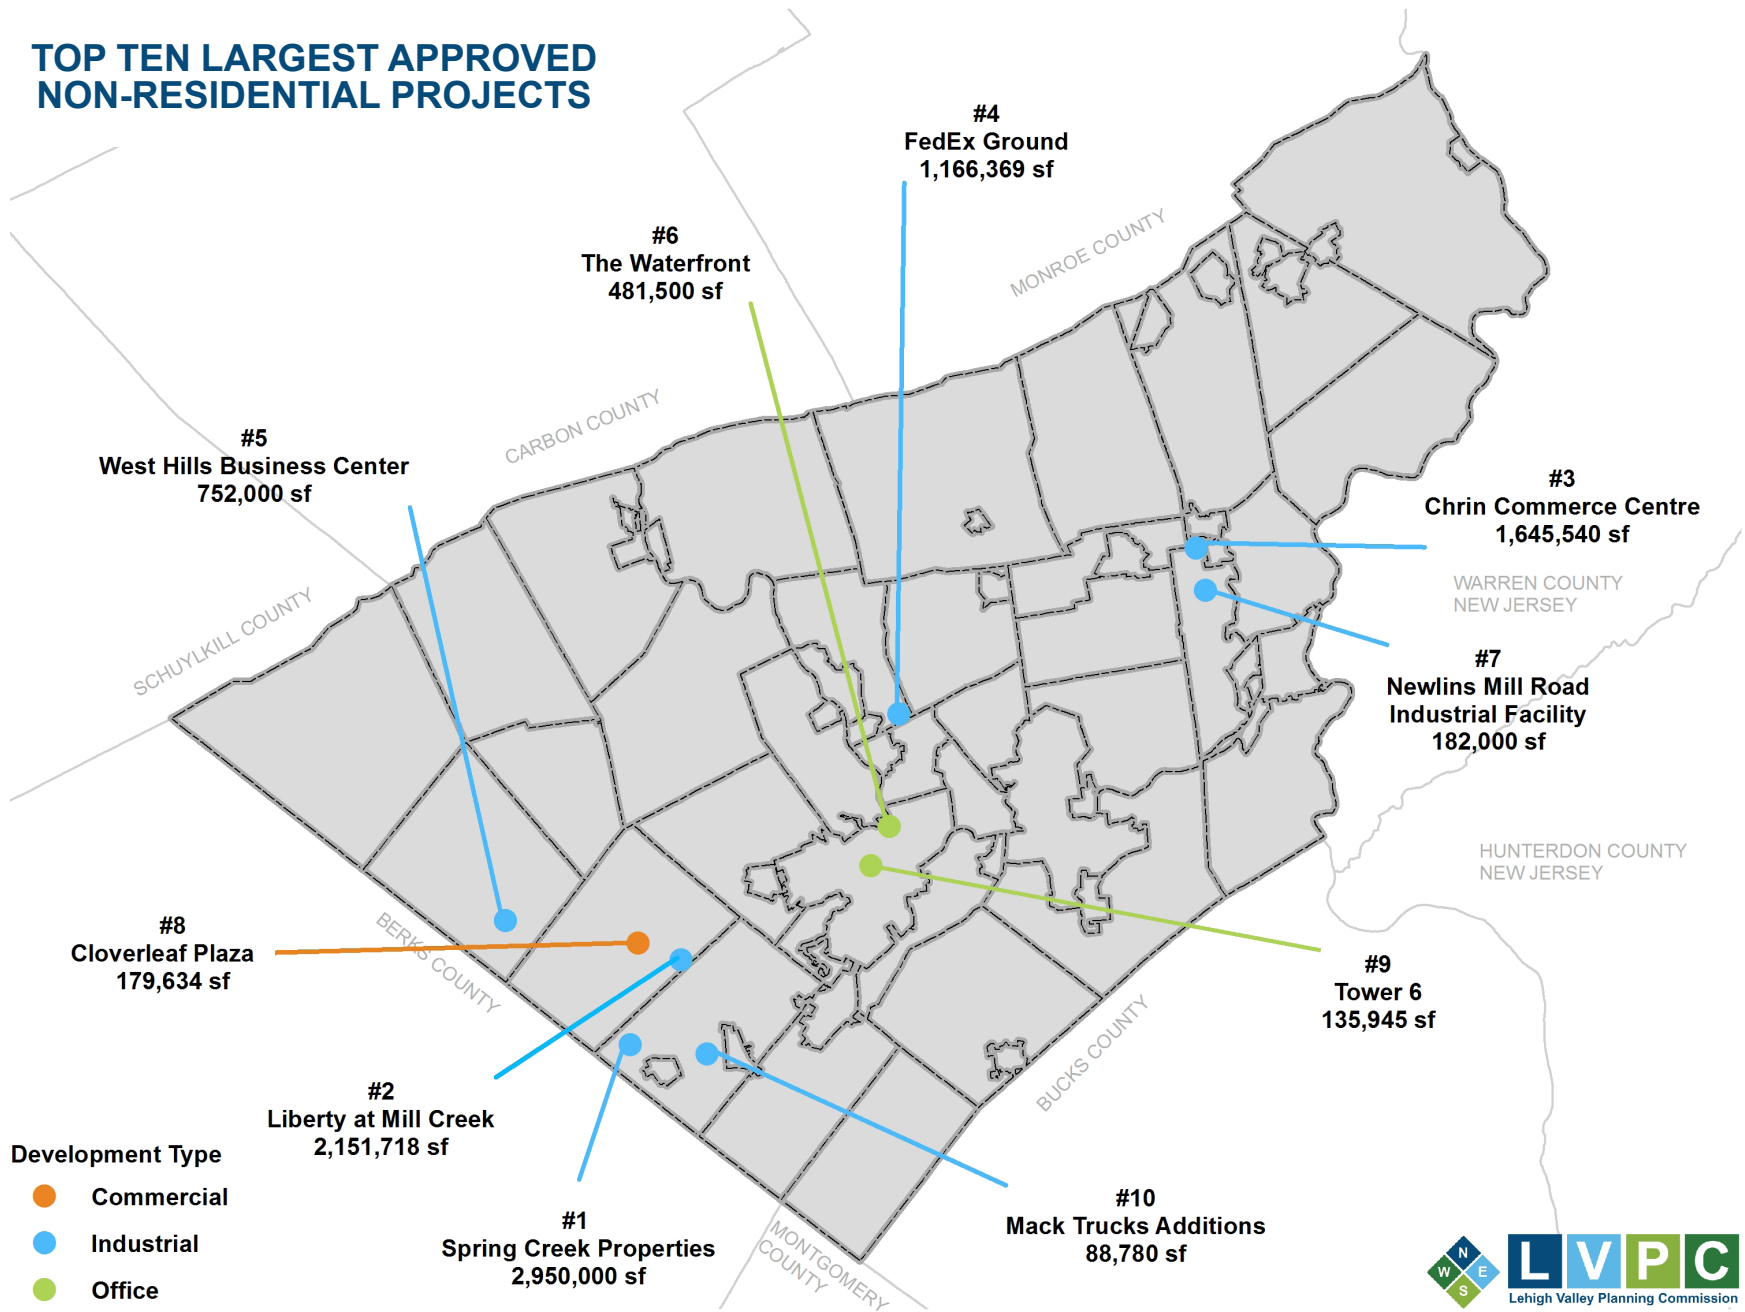 TOP TEN LARGEST APPROVED
NON-RESIDENTIAL PROJECTS
#4
FedEx Ground
1,166,369 sf
#6
The Waterfront
481,500 sf
MONROE COUNTY
CARBON COUNTY
#5
West Hills Business Center
752,000 sf
#3
Chrin Commerce Centre
1,645,540 sf
WARREN COUNTY
NEW JERSEY
SCHUYLKILL COUNTY
#7
Newlins Mill Road
Industrial Facility
182,000 sf
HUNTERDON COUNTY
NEW JERSEY
#8
Cloverleaf Plaza
179,634 sf
BERKS COUNTY
#9
Tower 6
135,945 sf
BUCKS COUNTY
#2
Liberty at Mill Creek
2,151,718 sf
#1
Spring Creek Properties
2,950,000 sf
#10
Mack Trucks Additions
88,780 sf
MONTGOMERY
COUNTY
Development Type
Commercial
Industrial
Office
N
W E
S
LVPC
Lehigh Valley Planning Commission